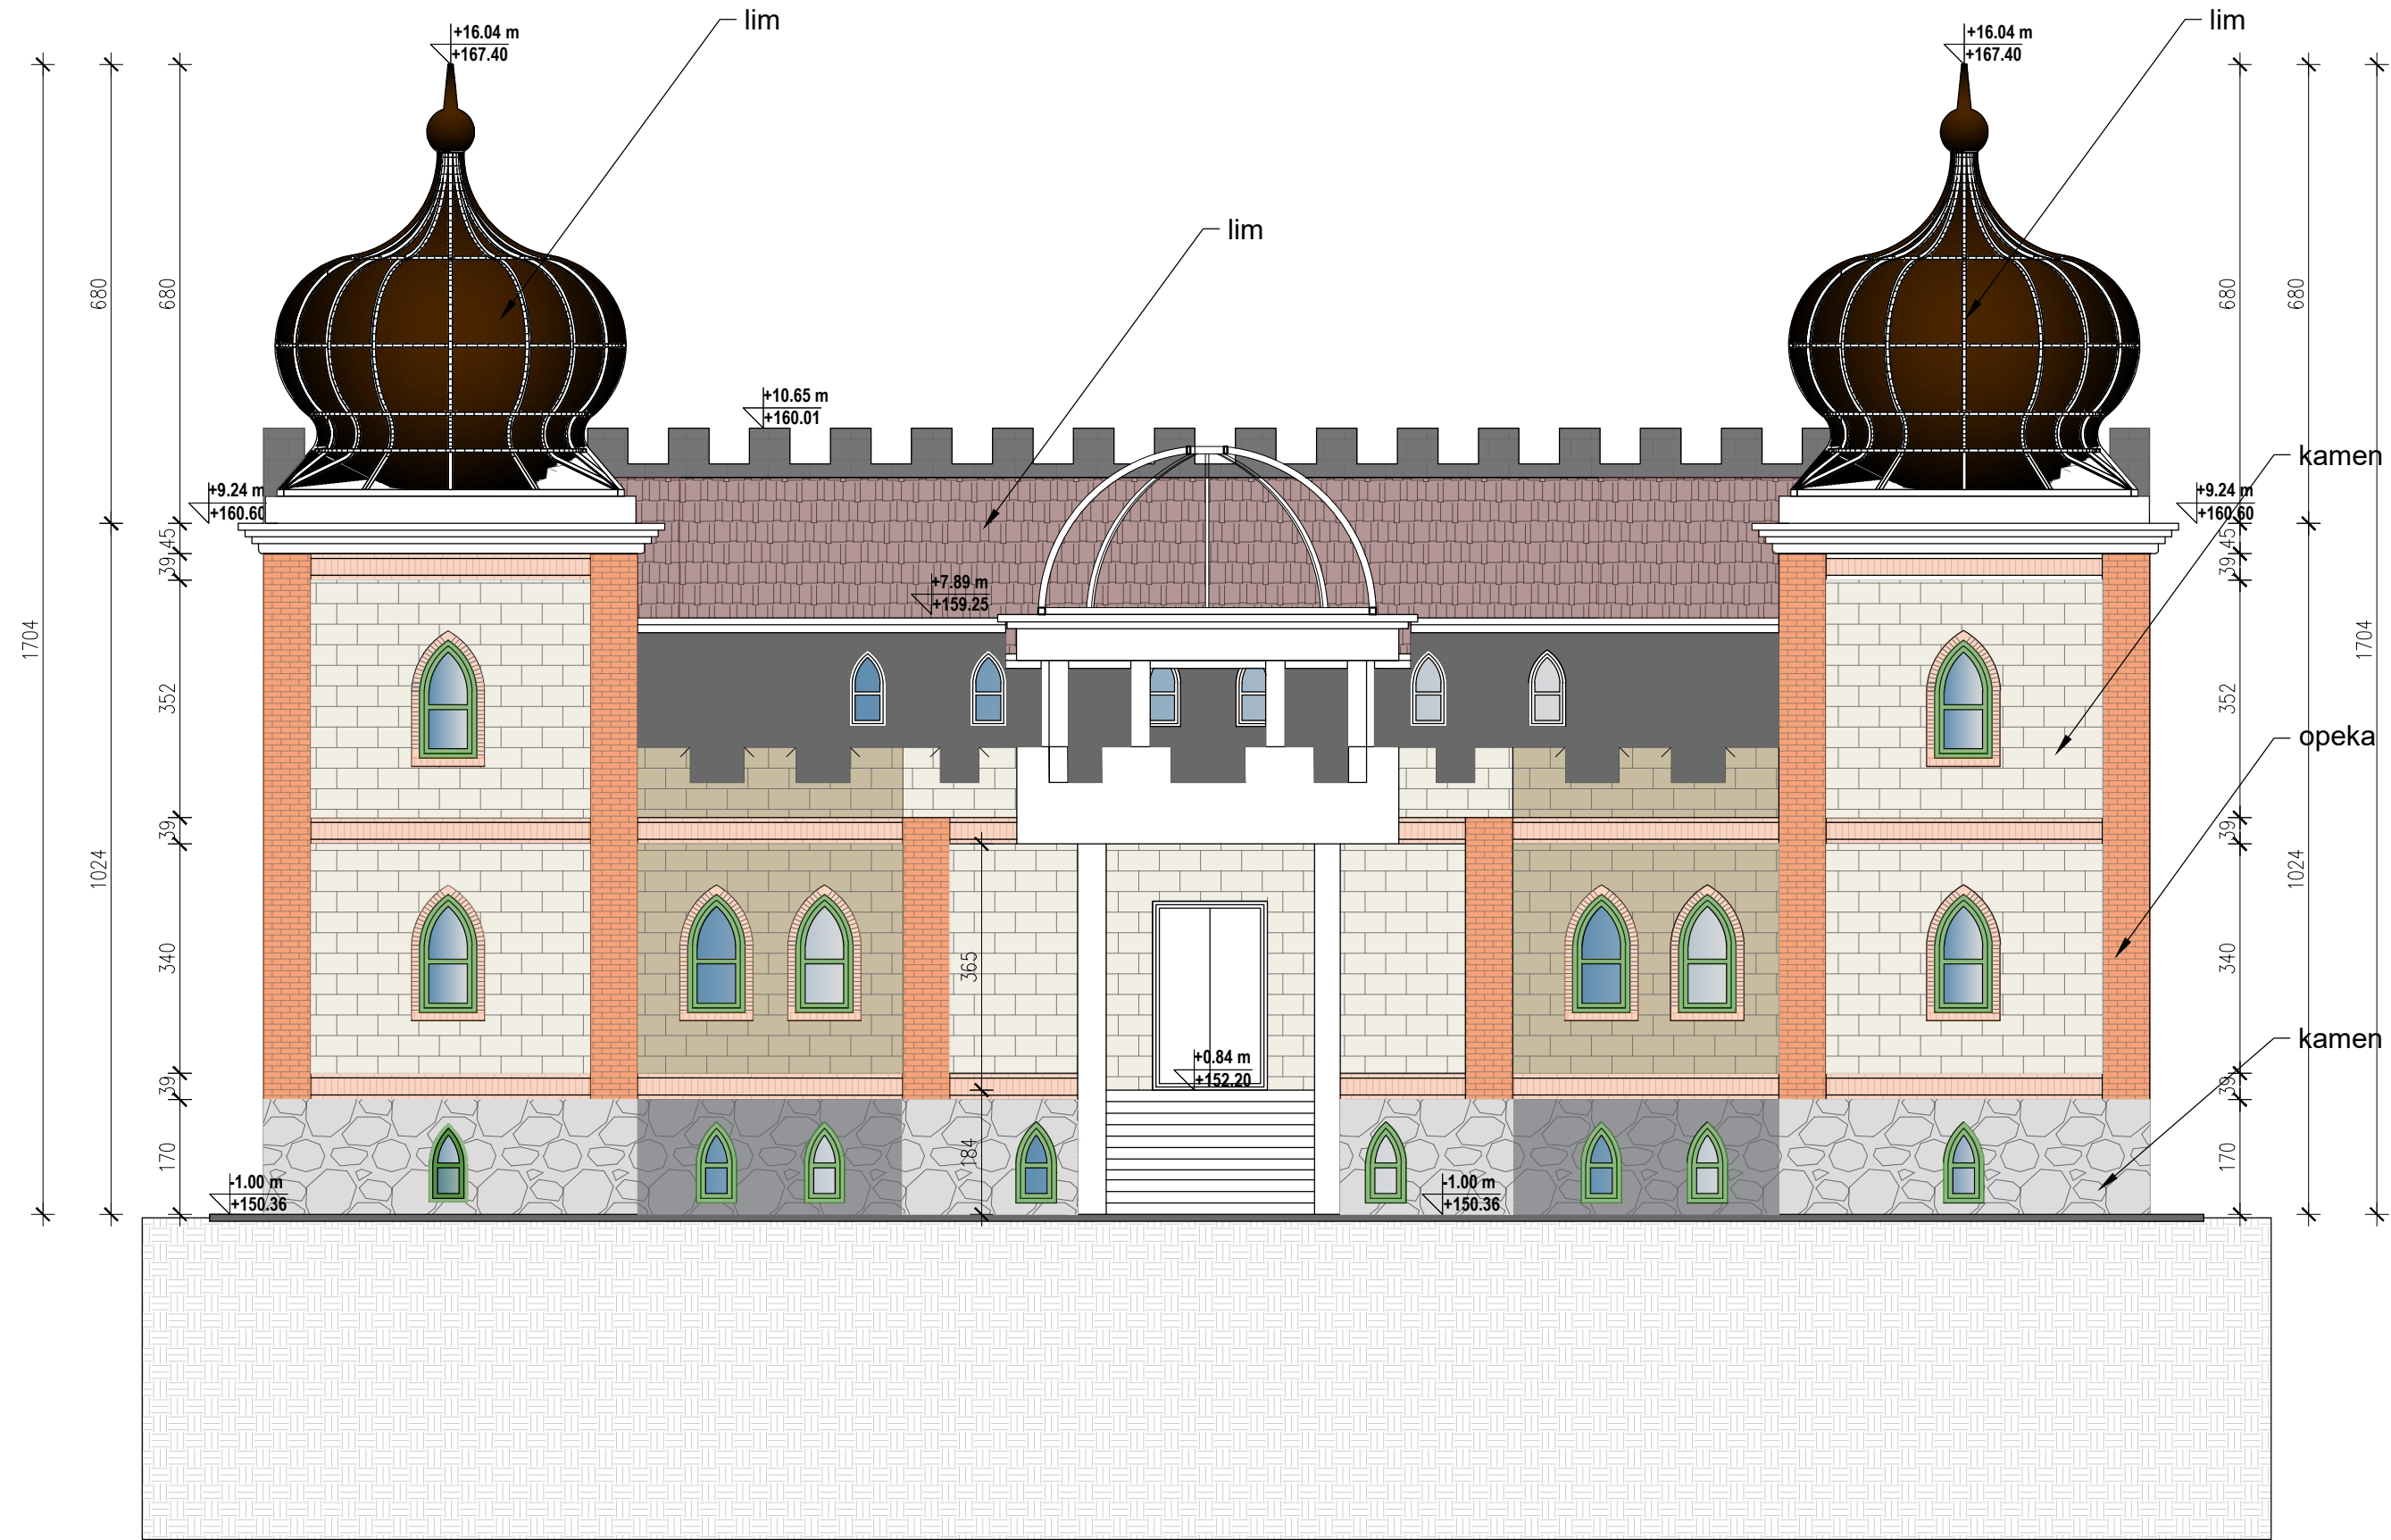 lim
lim
+16.04 m
+167.40
+16.04 m
+167.40
lim
680
680
680
680
+10.65 m
+160.01
kamen
+9.24 m
+160.60
+9.24 m
+160.60
45
39
45
39
+7.89 m
+159.25
1704
1704
352
352
opeka
39
39
1024
1024
340
365
340
kamen
+0.84 m
+152.20
39
39
170
184
170
-1.00 m
+150.36
-1.00 m
+150.36